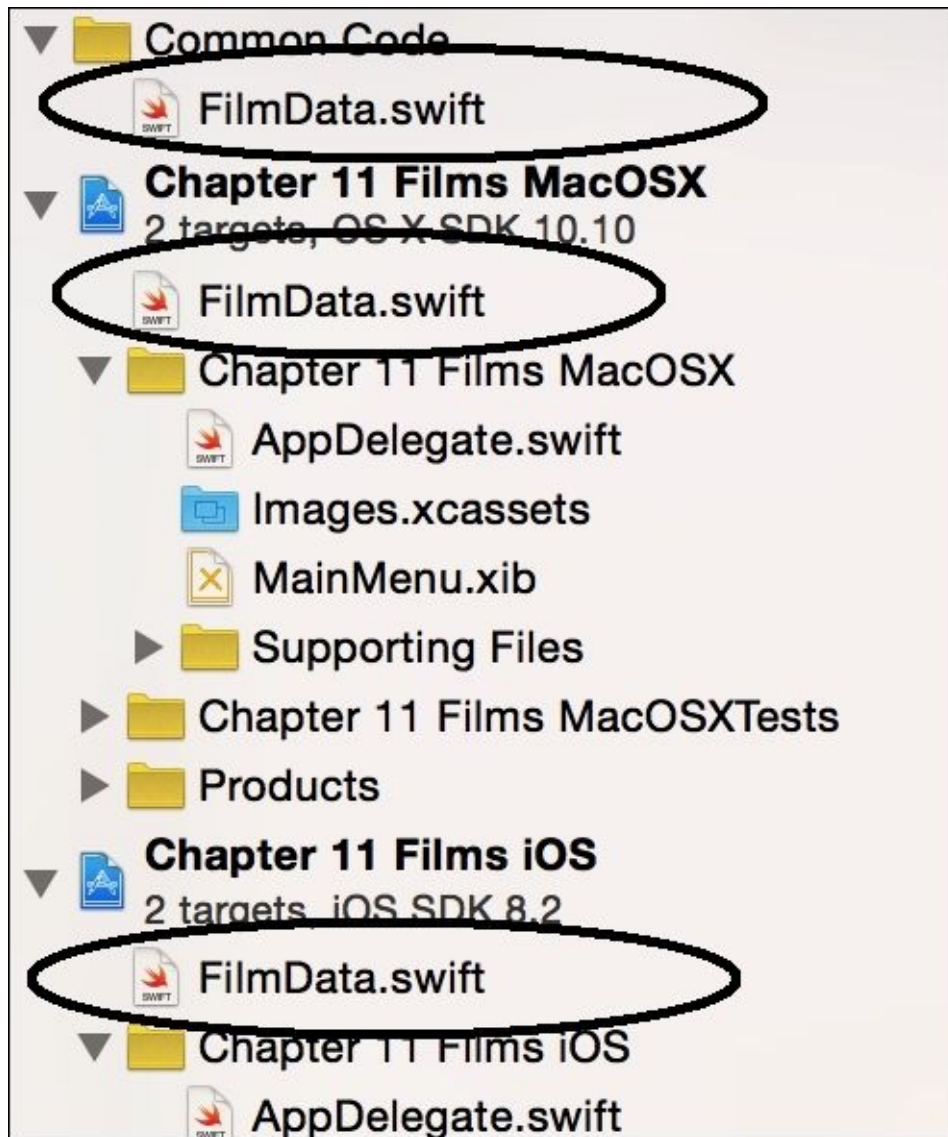 Common Code
FilmData.swift
Chapter 11 Films MacOSX
2 targets, OS X SDK 10.10
FilmData.swift
Chapter 11 Films MacOSX
AppDelegate.swift
Images.xcassets
MainMenu.xib
Supporting Files
Chapter 11 Films MacOSXTests
Products
Chapter 11 Films iOS
2 targets, iOS SDK 8.2
FilmData.swift
Chapter 11 Films iOS
AppDelegate.swift